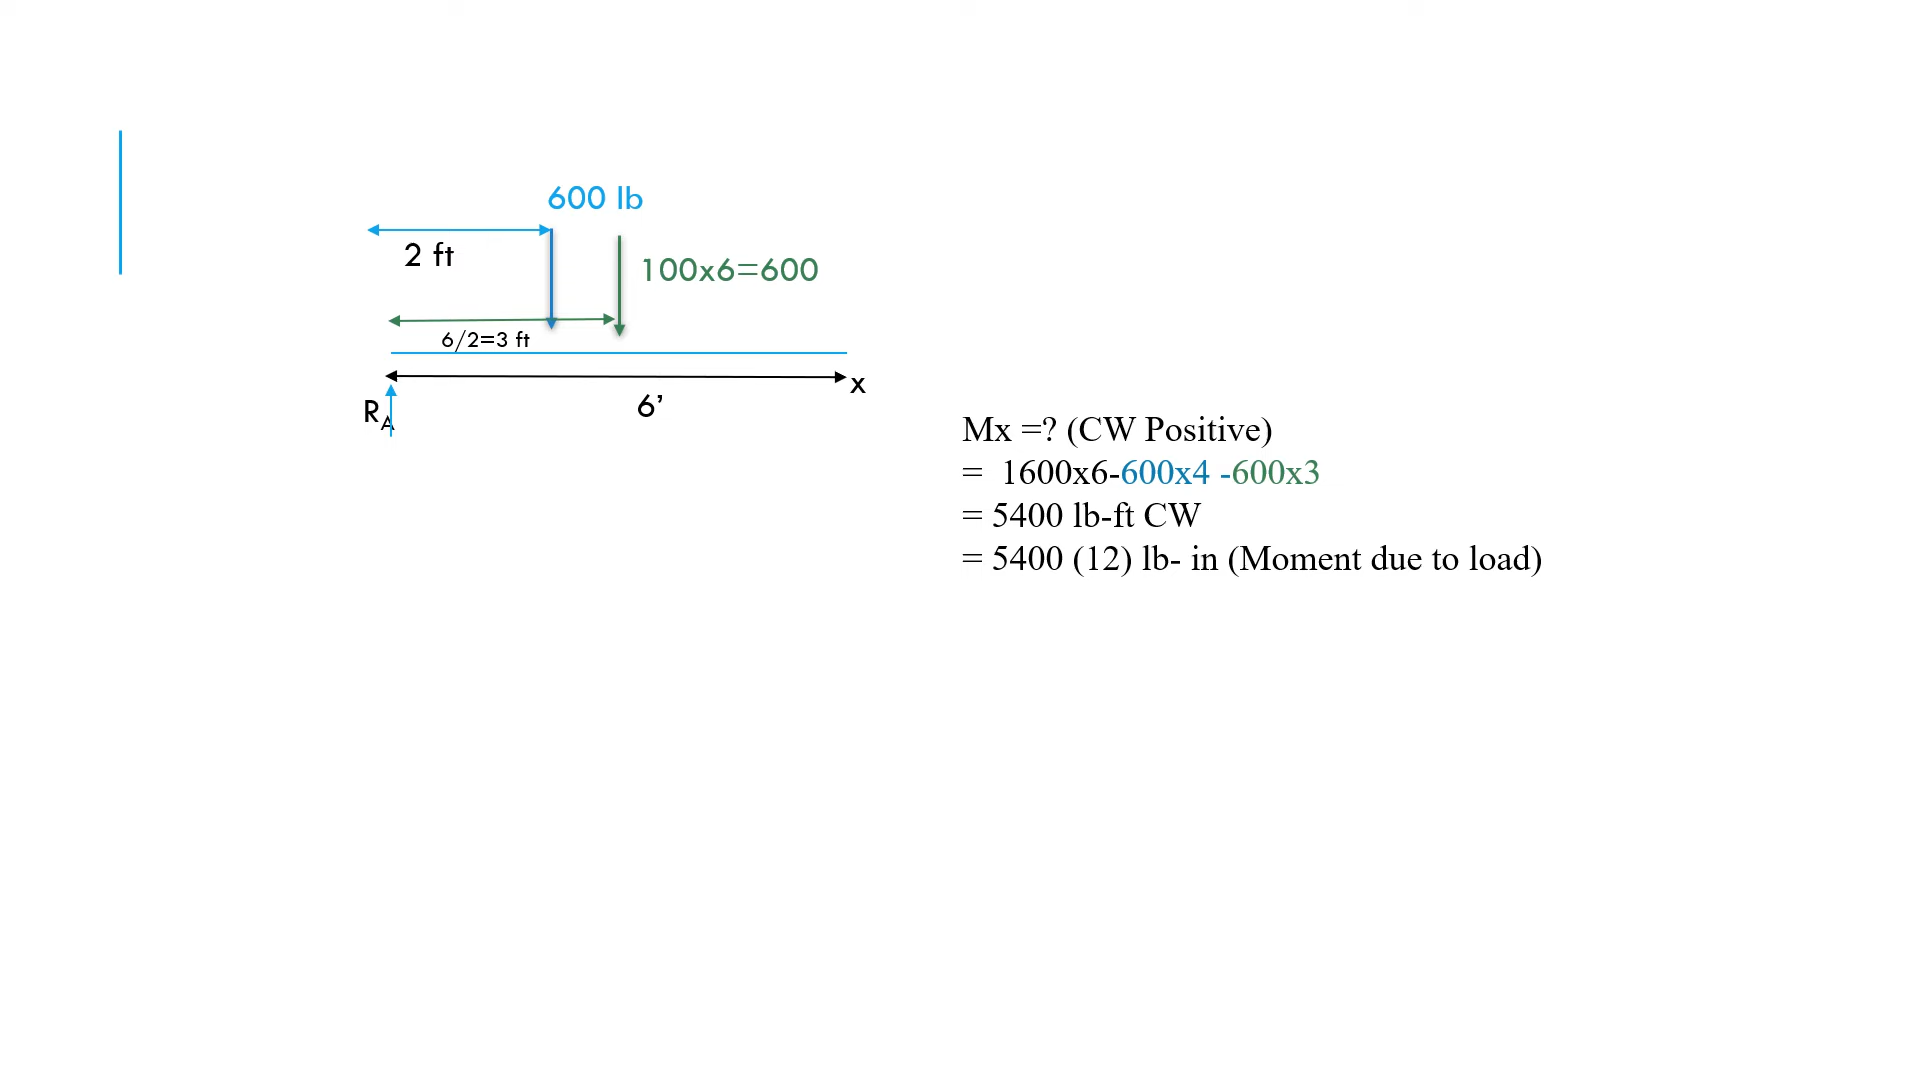 600 lb
2 ft
100x6=600
6/2=3 ft
x
RA
6’
Mx =? (CW Positive)
= 1600x6-600x4 -600x3
= 5400 lb-ft CW
= 5400 (12) lb- in (Moment due to load)